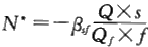 N* = −β_sf (Q × s)/(Q_f × f)